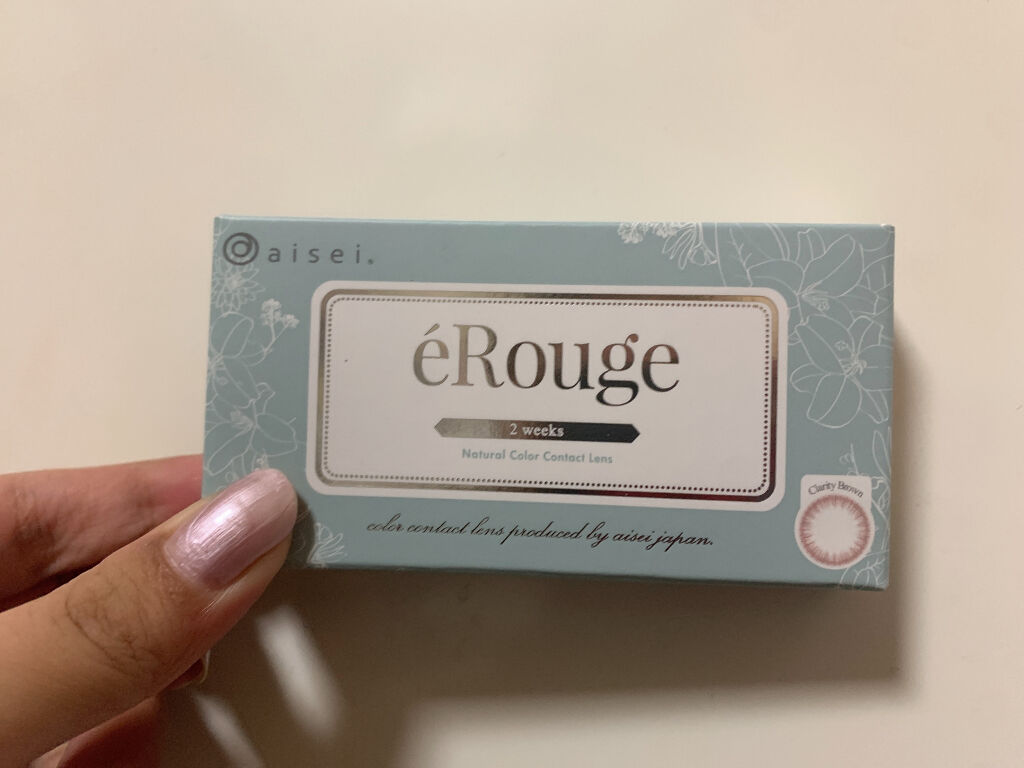 aisei®
éRouge
2 weeks
Natural Color Contact Lens
Clarity Brown
color contact lens produced by aisei japan.